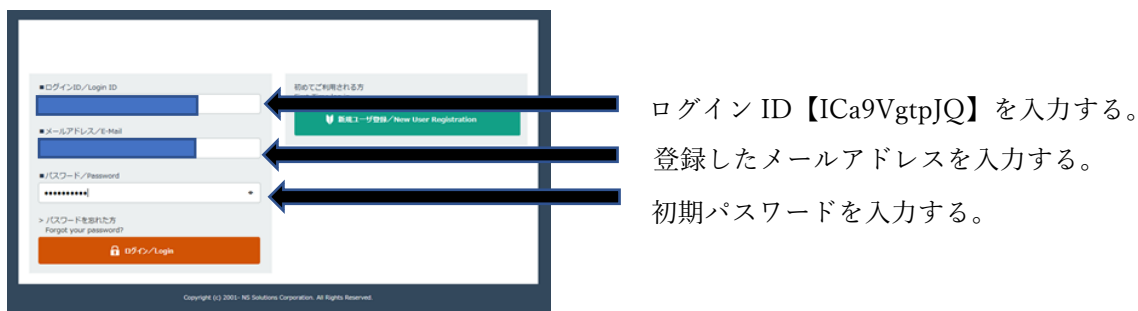 ■ログインID／Login ID
■メールアドレス／E-Mail
■パスワード／Password
••••••••••
> パスワードを忘れた方
Forgot your password?
ログイン／Login
初めてご利用される方
新規ユーザ登録／New User Registration
Copyright (c) 2001- NS Solutions Corporation. All Rights Reserved.
ログイン ID【ICa9VgtpJQ】を入力する。
登録したメールアドレスを入力する。
初期パスワードを入力する。